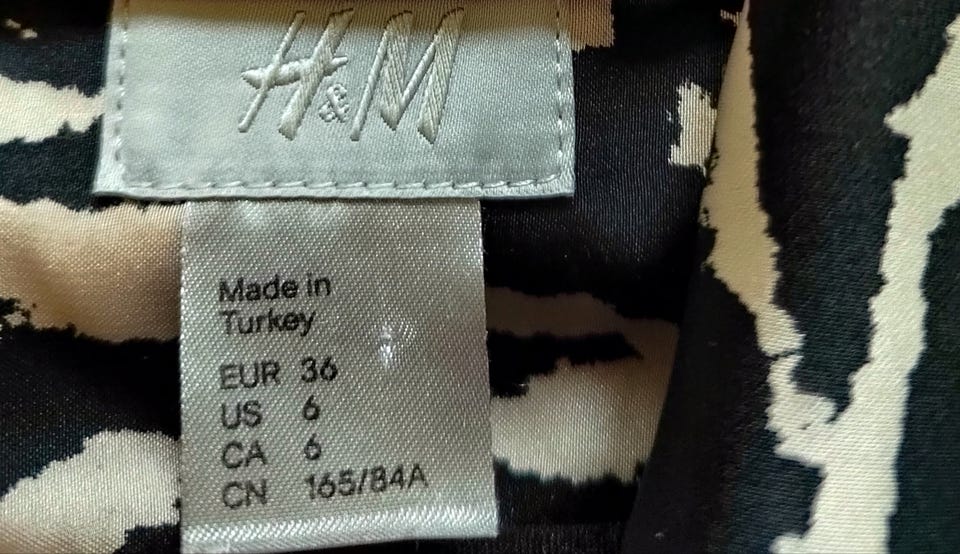 H&M
Made in
Turkey
EUR 36
US 6
CA 6
CN 165/84A